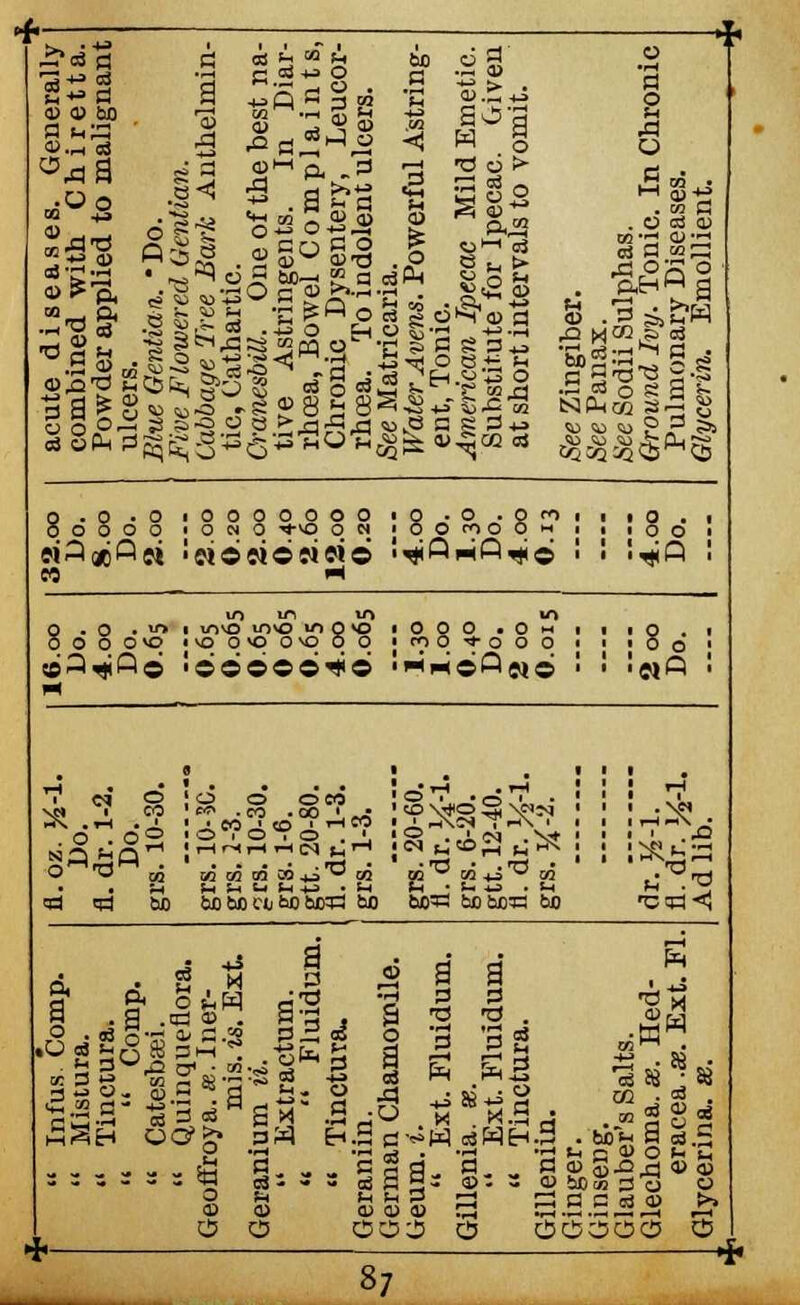 “ Infus. Comp. fl. oz. ½-1. 16.00 32.00 acute diseases. Generally
“ Mistura. Do. Do. Do. combined with Chiretta.
“ Tinctura. fl. dr. 1-2. 4.00 8.00 Powder applied to malignant
“ “ Comp. Do. Do. Do. ulcers.
“ Catesbæi. grs. 10-30. 0.65 2.00 Blue Gentian. Do.
“ Quinqueflora. ........ .... .... Five Flowered Gentian.
Geoffroya. æ. Iner- grs. 10-30. 0.65 2.00 Cabbage Tree Bark Anthelmin-
mis. is. Ext. grs. 1-3. 0.065 0.20 tic, Cathartic.
Geranium ii. grs. 10-30. 0.65 2.00 Cranesbill. One of the best na-
“ Extractum. grs. 1-6. 0.065 0.40 tive Astringents. In Diar-
“ “ Fluidum. gtt. 20-80. 0.65 2.60 rhœa, Bowel Complaints,
“ Tinctura. fl. dr. 1-3. 4.00 12.00 Chronic Dysentery, Leucor-
Geranin. grs. 1-3. 0.065 0.20 rhœa. To indolent ulcers.
German Chamomile. ........ .... .... See Matricaria.
Geum. i. grs. 20-60. 1.30 4.00 Water Avens. Powerful Astring-
“ Ext. Fluidum. fl. dr. ¼-1. 1.00 Do. ent, Tonic.
Gillenia. æ. grs. 6-20. 0.40 1.30 American Ipecac Mild Emetic.
“ Ext. Fluidum. gtt. 12-40. Do. Do. Substitute for Ipecac. Given
“ Tinctura. fl. dr. ½-1. 2.00 4.00 at short intervals to vomit.
Gillenin. grs. ¼-2. 0.015 0.13
Ginger. ........ .... .... See Zingiber.
Ginseng. ........ .... .... See Panax.
Glauber's Salts. ........ .... .... See Sodii Sulphas.
Glechoma. æ. Hed- dr. ½-1. 2.00 4.00 Ground Ivy. Tonic. In Chronic
eracea .æ. Ext. Fl. fl. dr. ½-1. Do. Do. Pulmonary Diseases.
Glycerina. æ. Ad lib. .... .... Glycerin. Emollient.
87